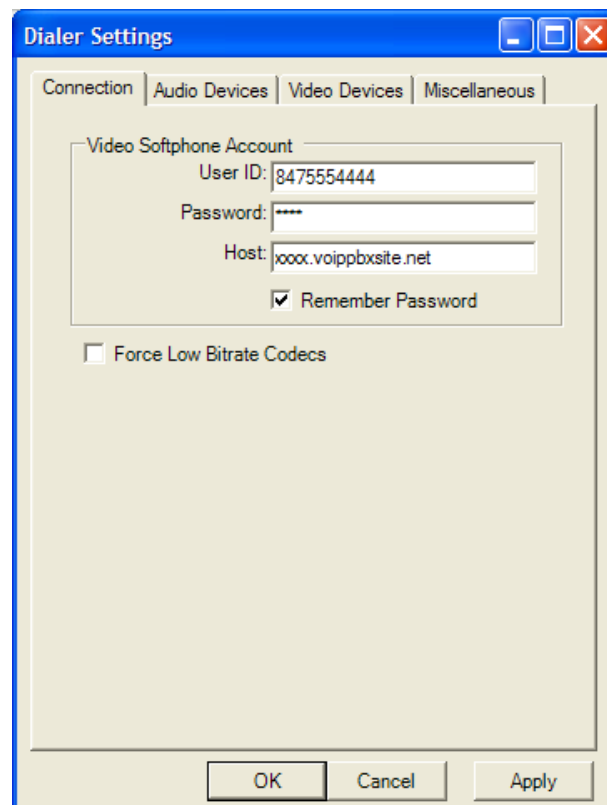 Dialer Settings
Connection Audio Devices Video Devices Miscellaneous
Video Softphone Account
User ID: 8475554444
Password: ****
Host: xxxx.voippbxsite.net
Remember Password
Force Low Bitrate Codecs
OK Cancel Apply